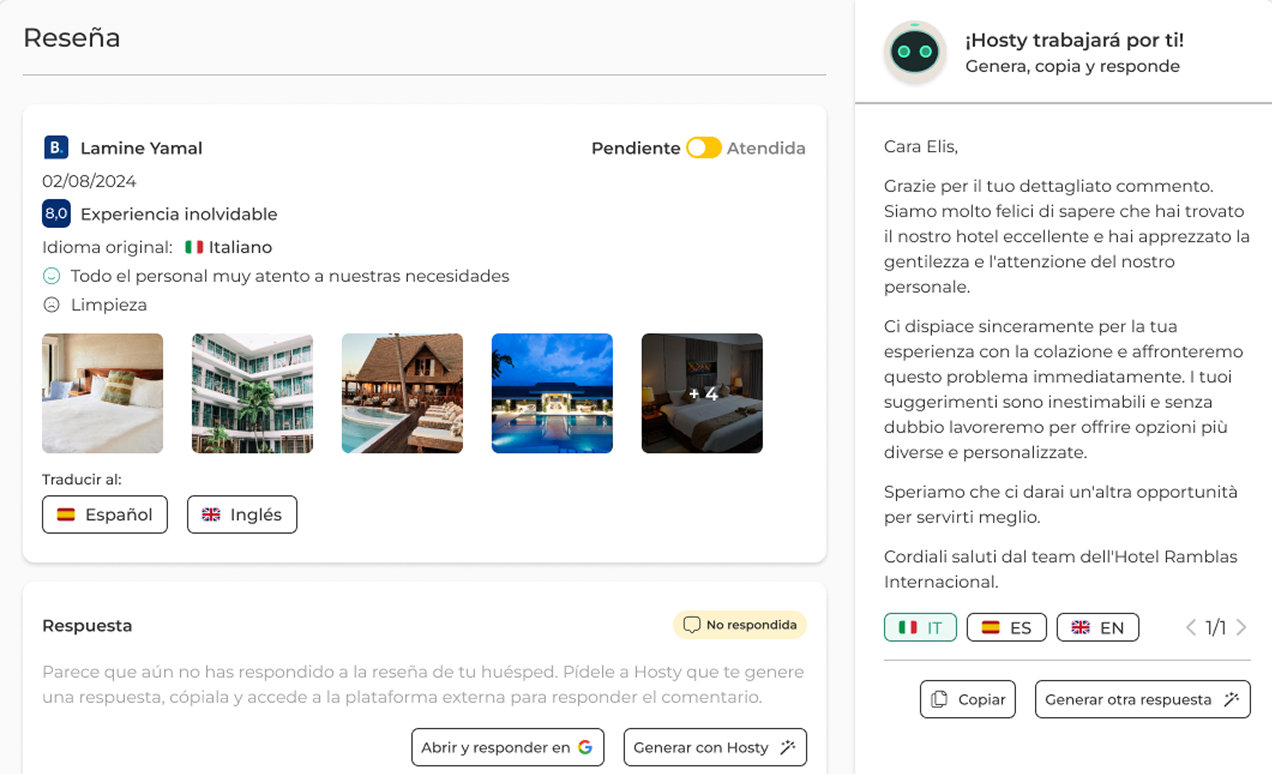 Reseña
B.
Lamine Yamal
Pendiente
Atendida
02/08/2024
8,0
Experiencia inolvidable
Idioma original:
Italiano
Todo el personal muy atento a nuestras necesidades
Limpieza
+ 4
Traducir al:
Español
Inglés
Respuesta
No respondida
Parece que aún no has respondido a la reseña de tu huésped. Pídele a Hosty que te genere
una respuesta, cópiala y accede a la plataforma externa para responder el comentario.
Abrir y responder en G
Generar con Hosty
¡Hosty trabajará por ti!
Genera, copia y responde
Cara Elis,
Grazie per il tuo dettagliato commento.
Siamo molto felici di sapere che hai trovato
il nostro hotel eccellente e hai apprezzato la
gentilezza e l'attenzione del nostro
personale.
Ci dispiace sinceramente per la tua
esperienza con la colazione e affronteremo
questo problema immediatamente. I tuoi
suggerimenti sono inestimabili e senza
dubbio lavoreremo per offrire opzioni più
diverse e personalizzate.
Speriamo che ci darai un'altra opportunità
per servirti meglio.
Cordiali saluti dal team dell'Hotel Ramblas
Internacional.
IT
ES
EN
1/1
Copiar
Generar otra respuesta